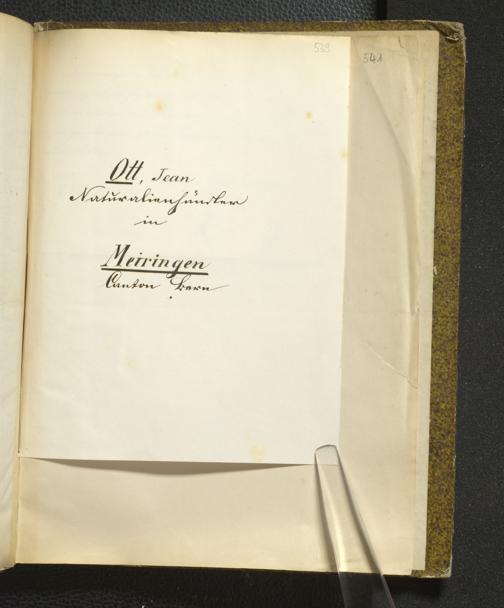 539
541
Ott, Jean
Naturalienhändler
in
Meiringen
Canton Bern